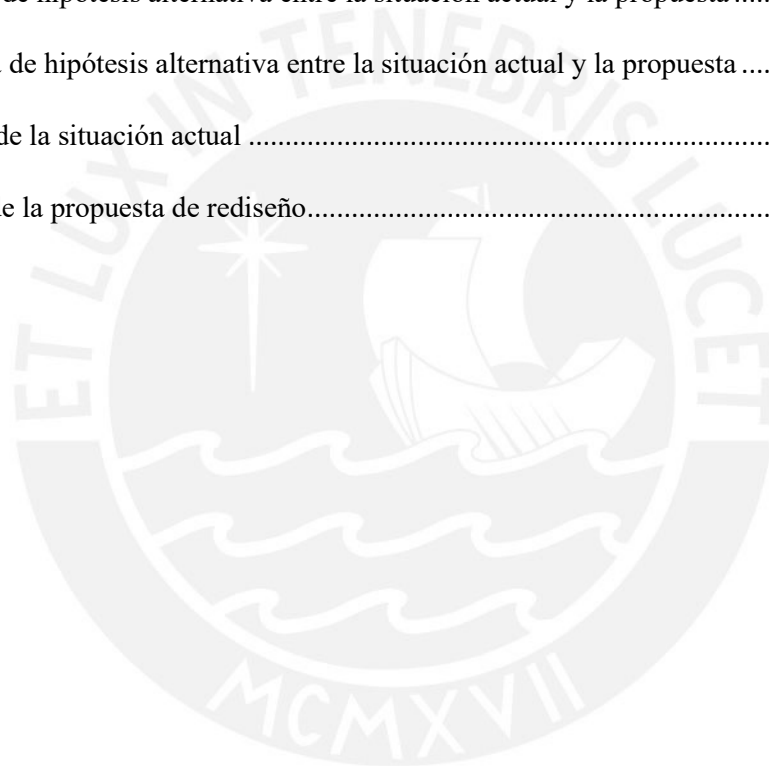 de hipótesis alternativa entre la situación actual y la propuesta .....
de hipótesis alternativa entre la situación actual y la propuesta ....
de la situación actual ...............................................................................
e la propuesta de rediseño......................................................................
ET LUX IN TENEBRIS LUCET
MCMXVII